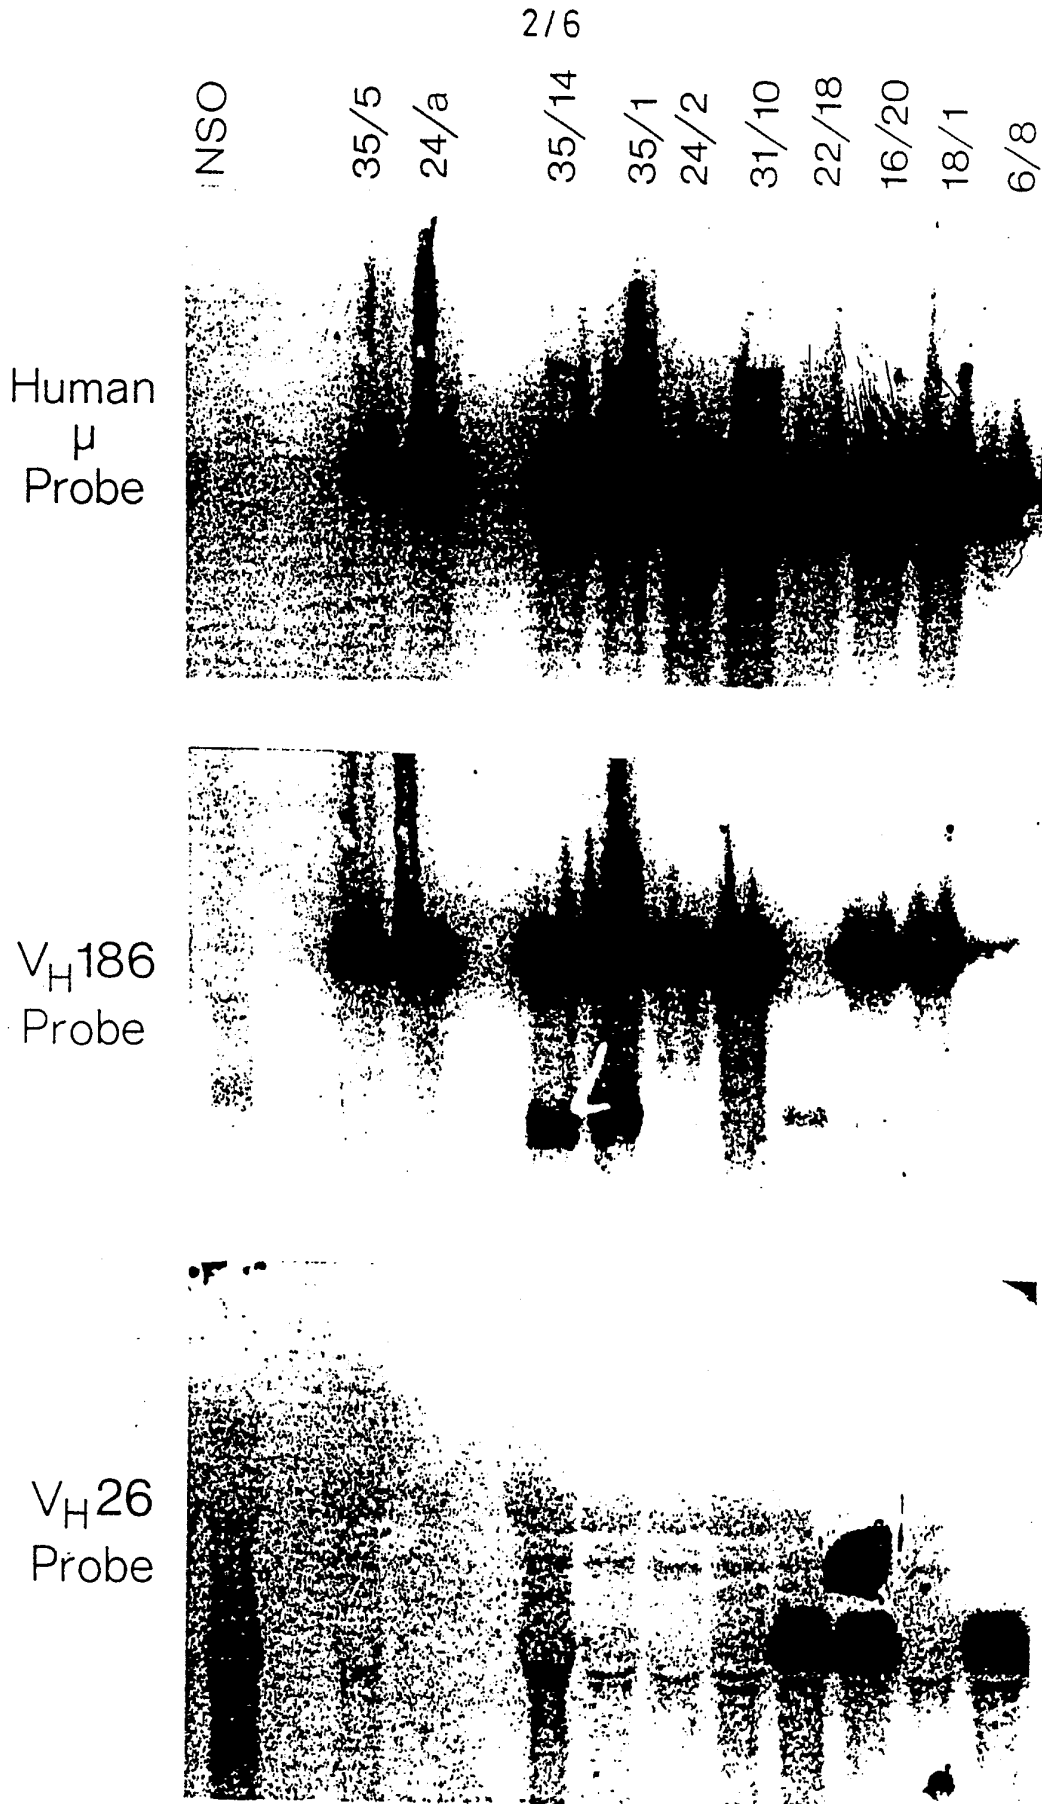 2/6
NSO
35/5
24/a
35/14
35/1
24/2
31/10
22/18
16/20
18/1
6/8
Human
μ
Probe
VH186
Probe
VH26
Probe